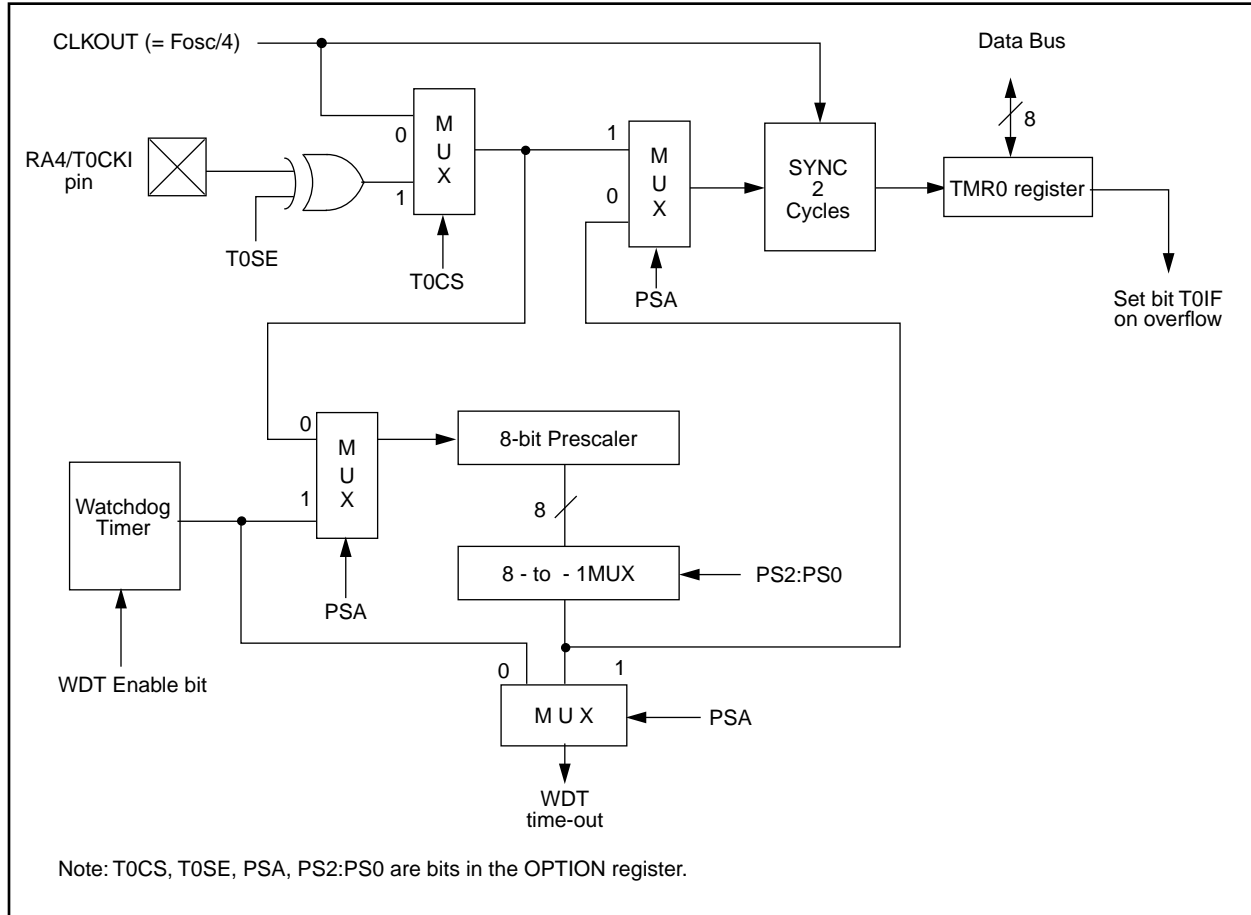 CLKOUT (= Fosc/4)
Data Bus
8
M
U
X
0
1
RA4/T0CKI
pin
T0SE
T0CS
1
0
M
U
X
PSA
SYNC
2
Cycles
TMR0 register
Set bit T0IF
on overflow
0
1
M
U
X
PSA
8-bit Prescaler
8
Watchdog
Timer
8 - to - 1MUX
PS2:PS0
WDT Enable bit
0
1
M U X
PSA
WDT
time-out
Note: T0CS, T0SE, PSA, PS2:PS0 are bits in the OPTION register.